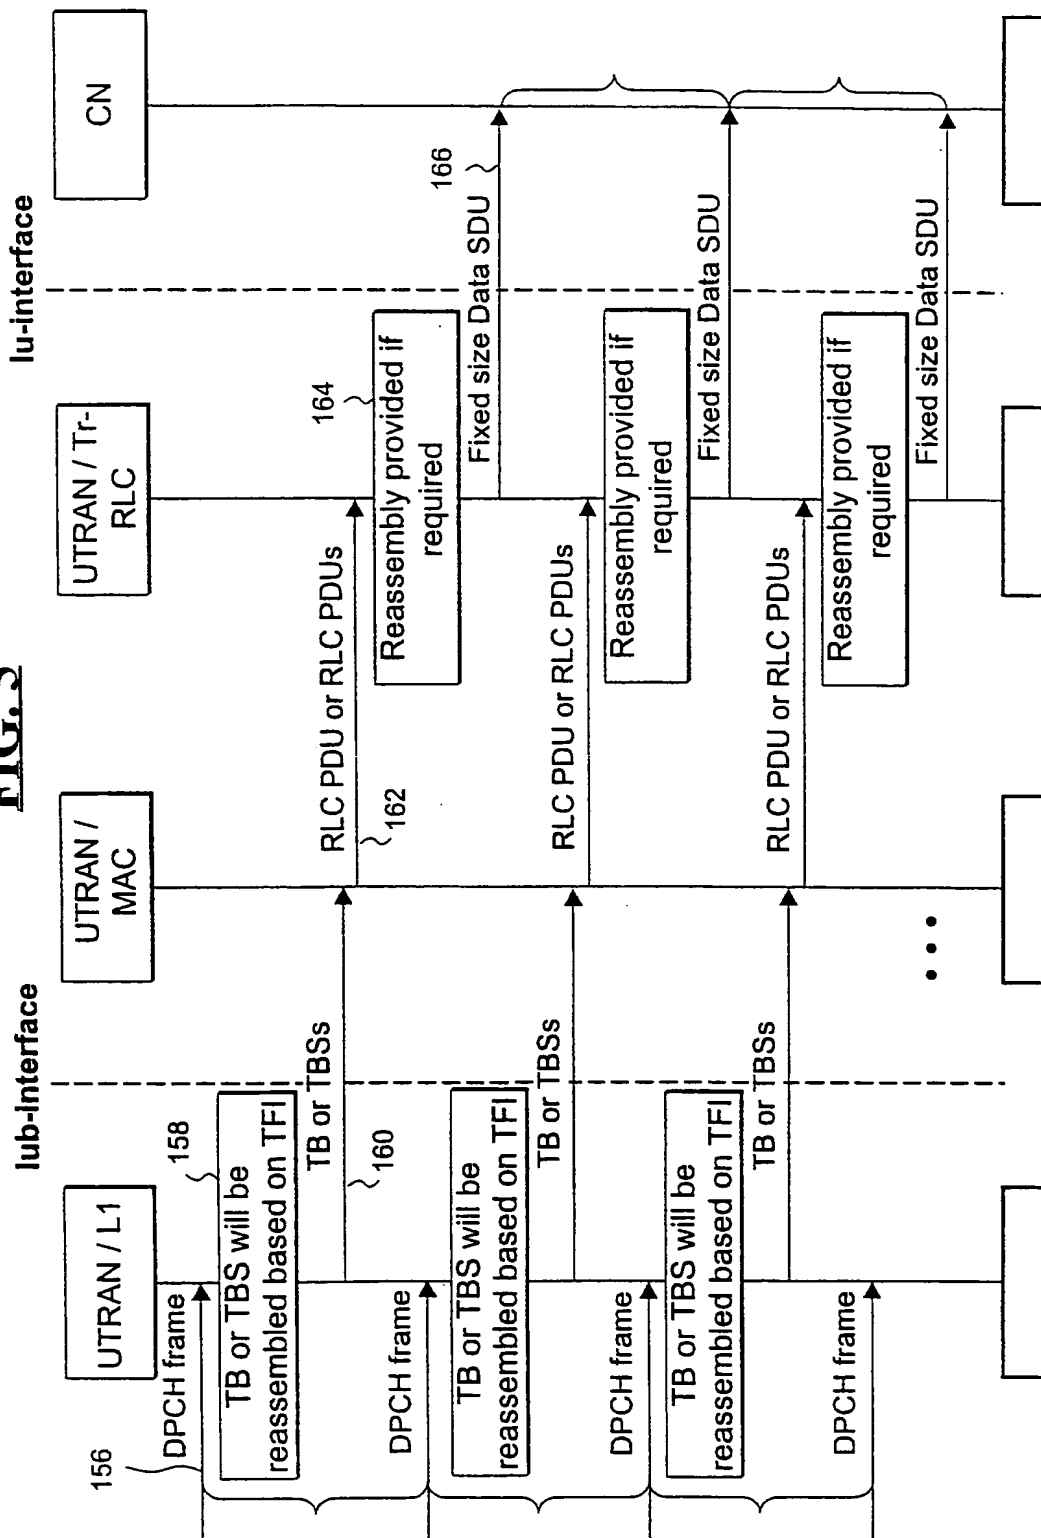 FIG. 5
Iub-Interface
Iu-interface
UTRAN / L1
UTRAN /
MAC
UTRAN / Tr-
RLC
CN
156
DPCH frame
158
TB or TBS will be
reassembled based on TFI
TB or TBSs
160
RLC PDU or RLC PDUs
162
164
Reassembly provided if
required
Fixed size Data SDU
166
DPCH frame
TB or TBS will be
reassembled based on TFI
TB or TBSs
RLC PDU or RLC PDUs
Reassembly provided if
required
Fixed size Data SDU
DPCH frame
TB or TBS will be
reassembled based on TFI
TB or TBSs
RLC PDU or RLC PDUs
Reassembly provided if
required
Fixed size Data SDU
DPCH frame